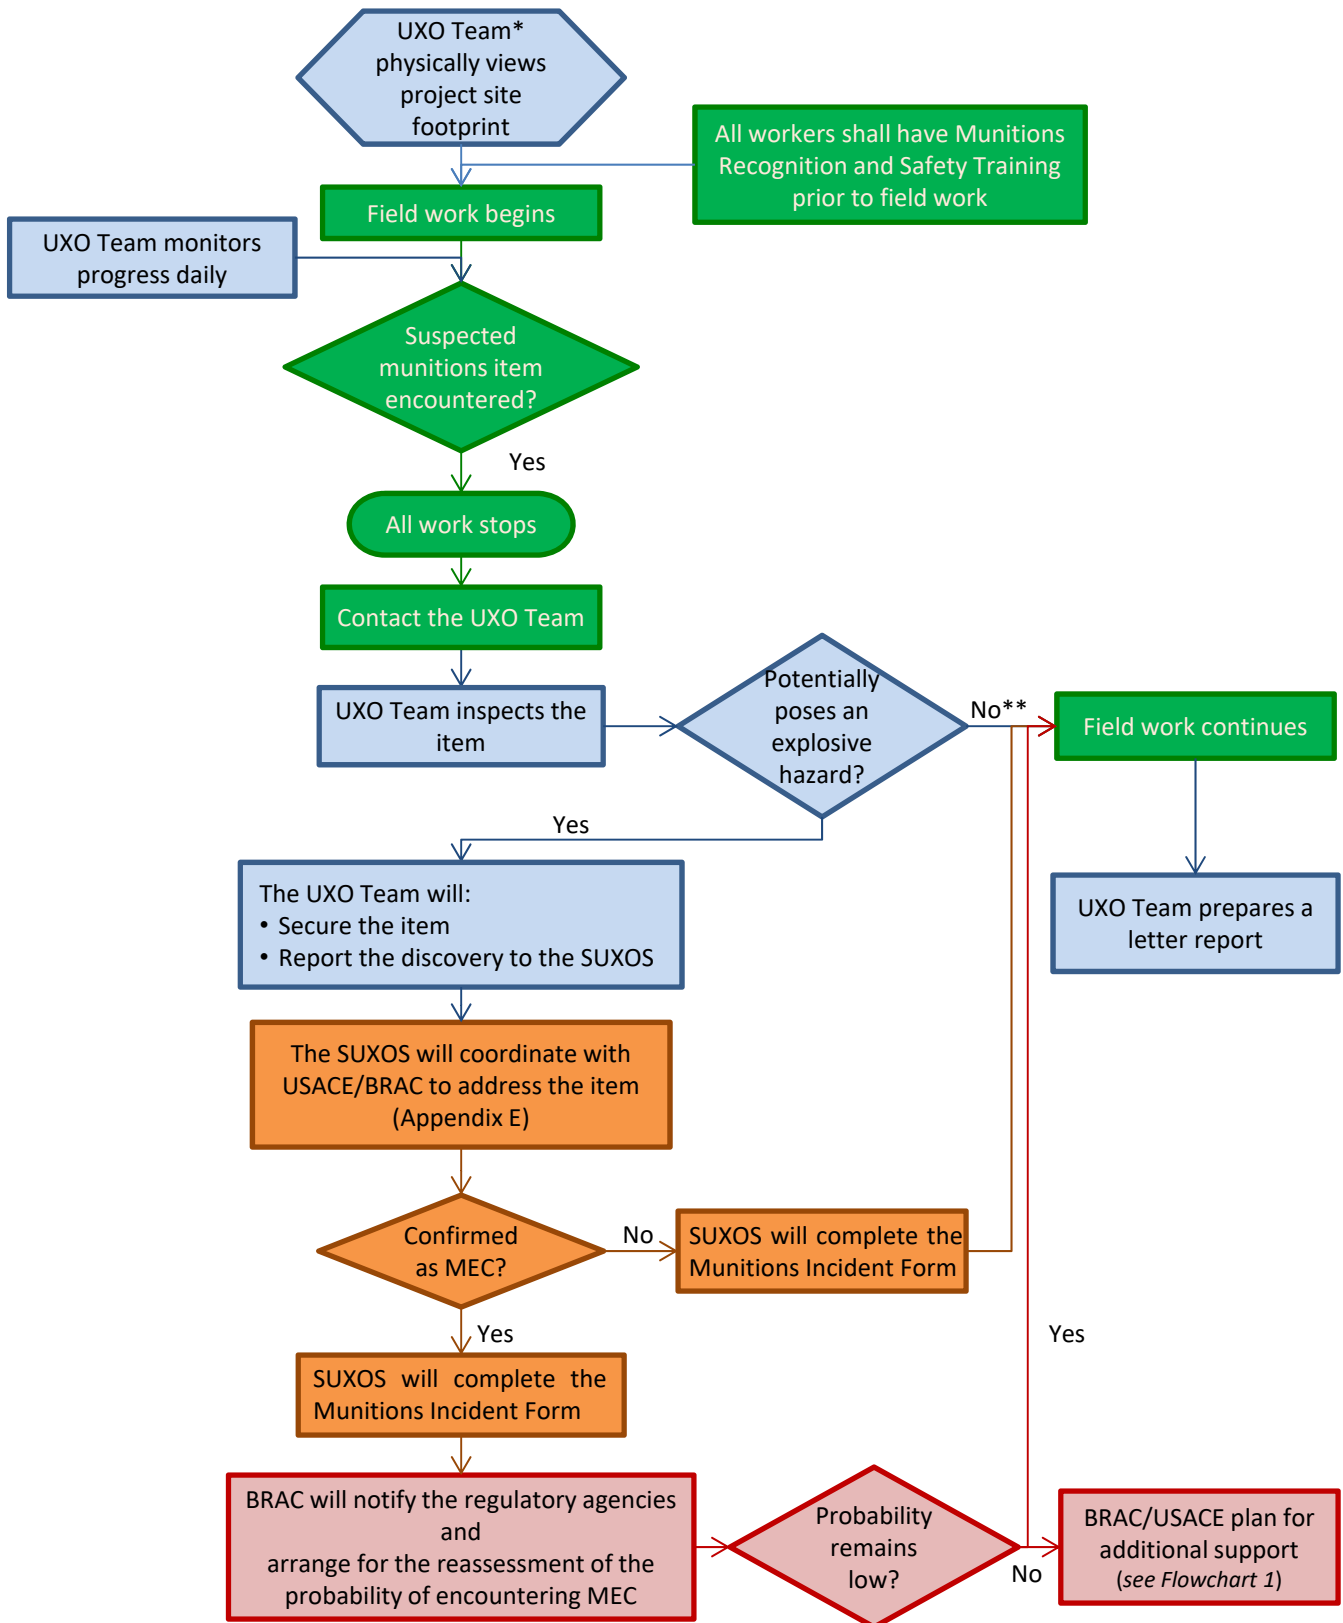 UXO Team*
physically views
project site
footprint
All workers shall have Munitions
Recognition and Safety Training
prior to field work
Field work begins
UXO Team monitors
progress daily
Suspected
munitions item
encountered?
Yes
All work stops
Contact the UXO Team
UXO Team inspects the
item
Potentially
poses an
explosive
hazard?
No**
Field work continues
Yes
The UXO Team will:
• Secure the item
• Report the discovery to the SUXOS
UXO Team prepares a
letter report
The SUXOS will coordinate with
USACE/BRAC to address the item
(Appendix E)
Confirmed
as MEC?
No
SUXOS will complete the
Munitions Incident Form
Yes
Yes
SUXOS will complete the
Munitions Incident Form
BRAC will notify the regulatory agencies
and
arrange for the reassessment of the
probability of encountering MEC
Probability
remains
low?
No
BRAC/USACE plan for
additional support
(see Flowchart 1)